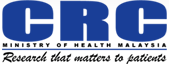 CRC
MINISTRY OF HEALTH MALAYSIA
Research that matters to patients